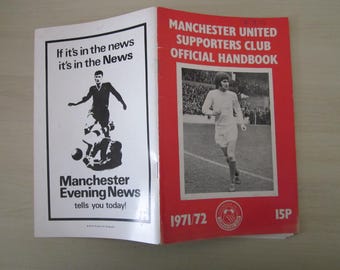 If it's in the news
it's in the News
Manchester
Evening News
tells you today!
MANCHESTER UNITED
SUPPERTERS CLUB
OFFICIAL HANDBOOK
1971/72
15P